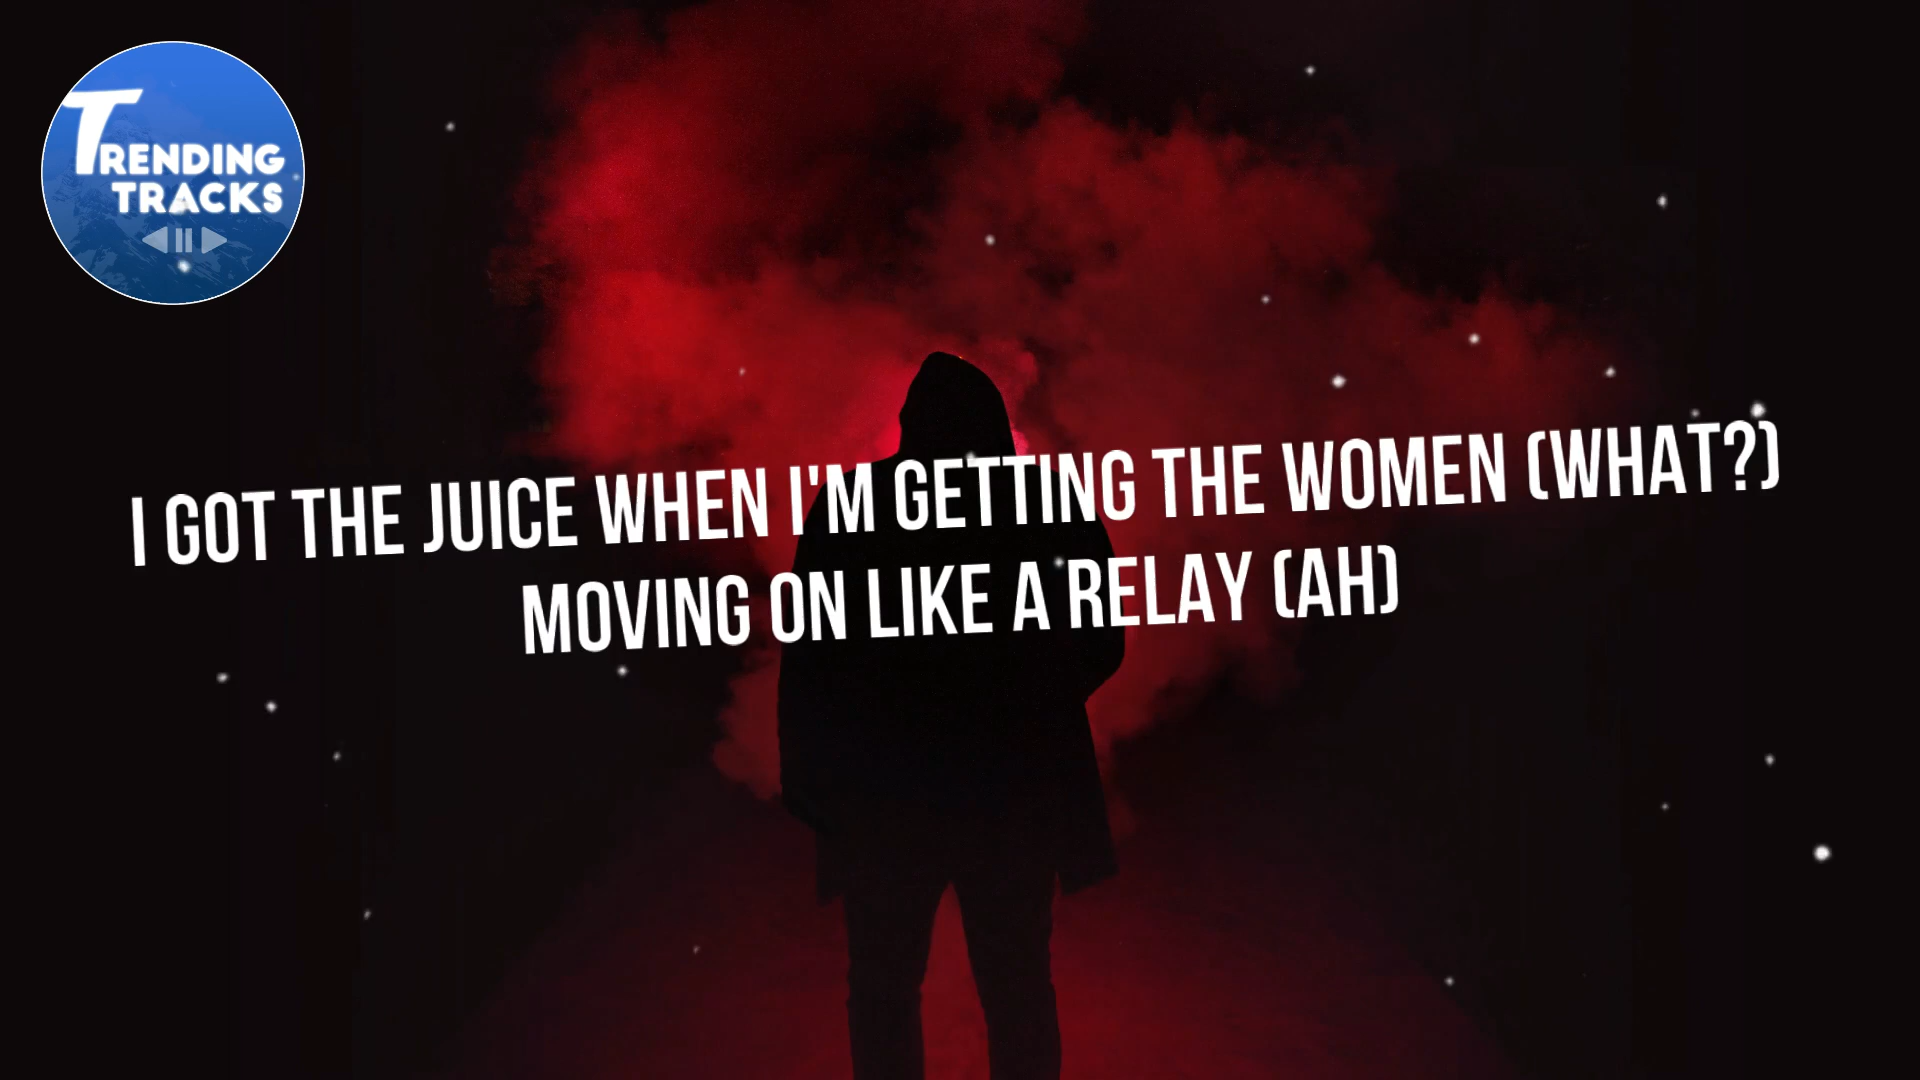 TRENDING
TRACKS
I GOT THE JUICE WHEN I'M GETTING THE WOMEN (WHAT?)
MOVING ON LIKE A RELAY (AH)